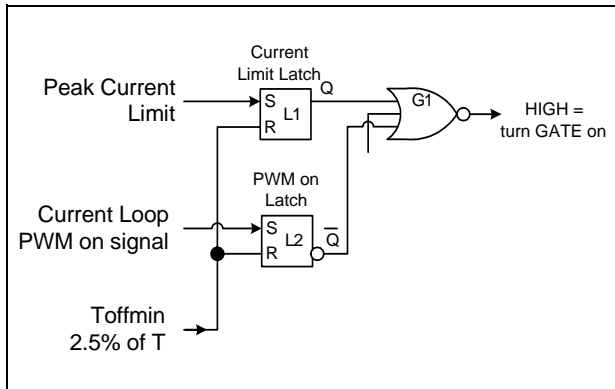 Current
Limit Latch
Peak Current
Limit
S
R
L1
Q
G1
HIGH =
turn GATE on
PWM on
Latch
Current Loop
PWM on signal
S
R
L2
Q
Toffmin
2.5% of T